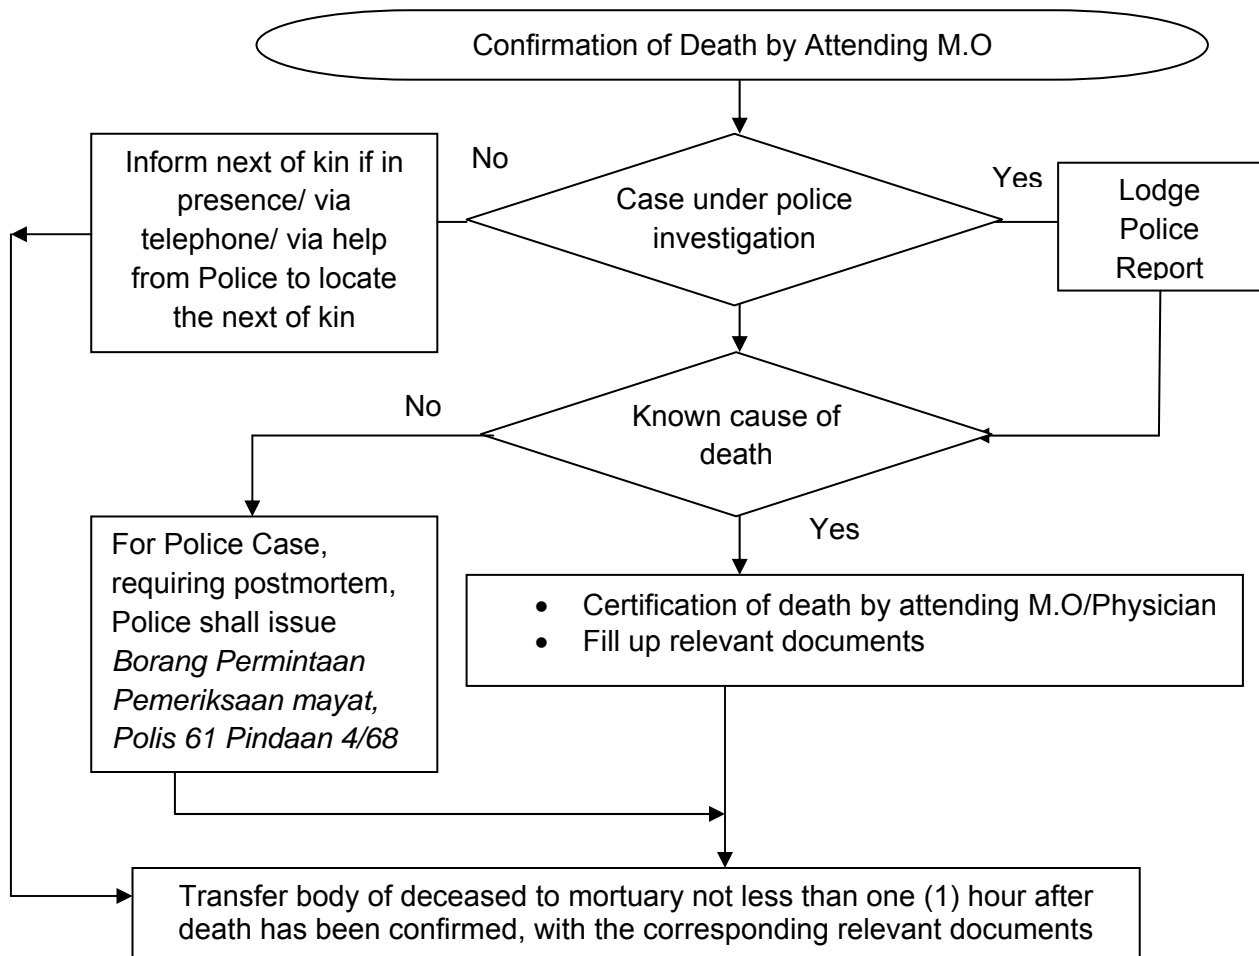 Confirmation of Death by Attending M.O
No
Inform next of kin if in
presence/ via
telephone/ via help
from Police to locate
the next of kin
Case under police
investigation
Yes
Lodge
Police
Report
No
Known cause of
death
Yes
For Police Case,
requiring postmortem,
Police shall issue
Borang Permintaan
Pemeriksaan mayat,
Polis 61 Pindaan 4/68
• Certification of death by attending M.O/Physician
• Fill up relevant documents
Transfer body of deceased to mortuary not less than one (1) hour after
death has been confirmed, with the corresponding relevant documents